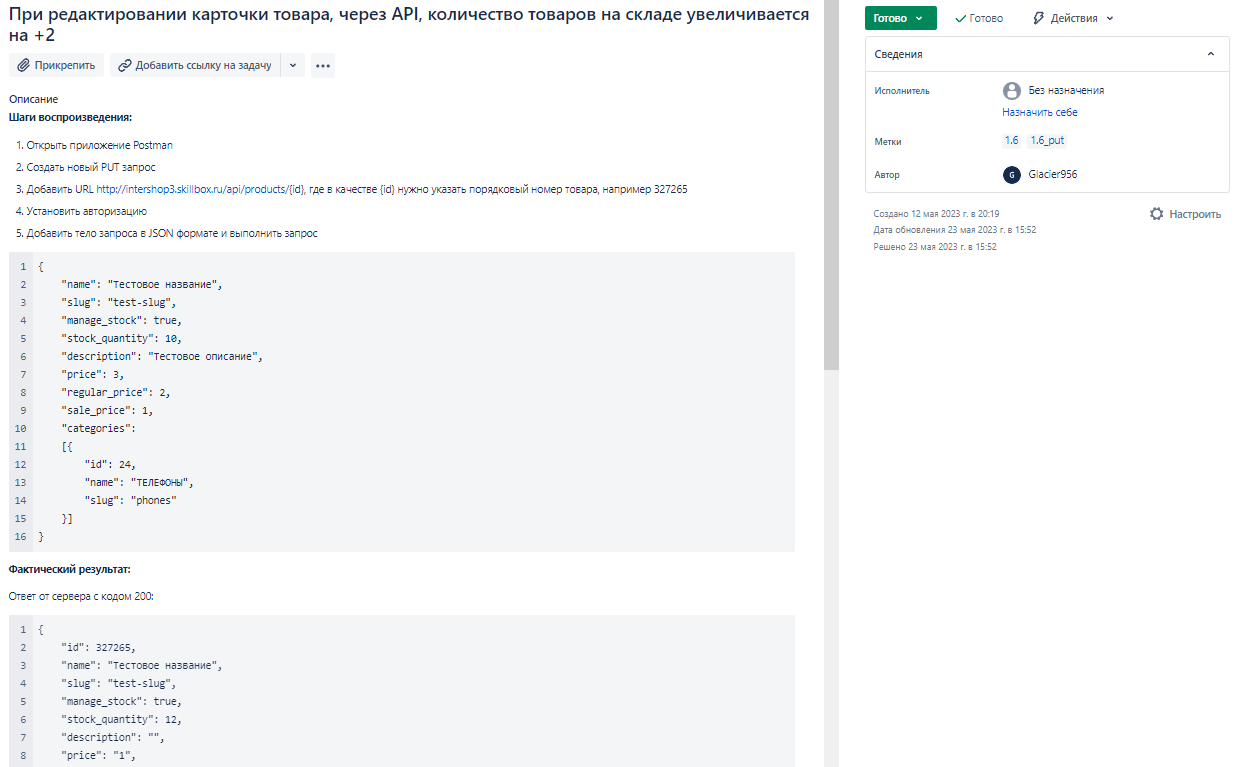 При редактировании карточки товара, через API, количество товаров на складе увеличивается
на +2
Прикрепить
Добавить ссылку на задачу
Описание
Шаги воспроизведения:
1. Открыть приложение Postman
2. Создать новый PUT запрос
3. Добавить URL http://intershop3.skillbox.ru/api/products/{id}, где в качестве {id} нужно указать порядковый номер товара, например 327265
4. Установить авторизацию
5. Добавить тело запроса в JSON формате и выполнить запрос
1 {
2 "name": "Тестовое название",
3 "slug": "test-slug",
4 "manage_stock": true,
5 "stock_quantity": 10,
6 "description": "Тестовое описание",
7 "price": 3,
8 "regular_price": 2,
9 "sale_price": 1,
10 "categories":
11 [{
12 "id": 24,
13 "name": "ТЕЛЕФОНЫ",
14 "slug": "phones"
15 }]
16 }
Фактический результат:
Ответ от сервера с кодом 200:
1 {
2 "id": 327265,
3 "name": "Тестовое название",
4 "slug": "test-slug",
5 "manage_stock": true,
6 "stock_quantity": 12,
7 "description": "",
8 "price": "1",
Готово
Готово
Действия
Сведения
Исполнитель
Без назначения
Назначить себе
Метки
1.6 1.6_put
Автор
G Glacier956
Создано 12 мая 2023 г. в 20:19
Настроить
Дата обновления 23 мая 2023 г. в 15:52
Решено 23 мая 2023 г. в 15:52